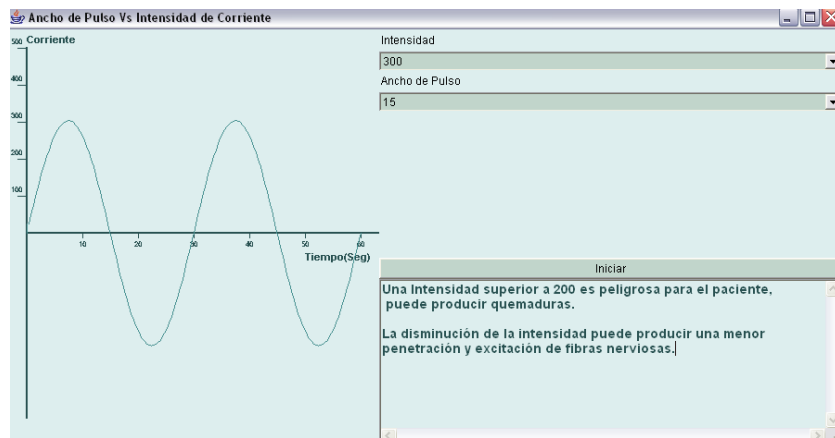 Ancho de Pulso Vs Intensidad de Corriente
500 Corriente
400
300
200
100
10 20 30 40 50 60
Tiempo(Seg)
Intensidad
300
Ancho de Pulso
15
Iniciar
Una Intensidad superior a 200 es peligrosa para el paciente,
puede producir quemaduras.
La disminución de la intensidad puede producir una menor
penetración y excitación de fibras nerviosas.